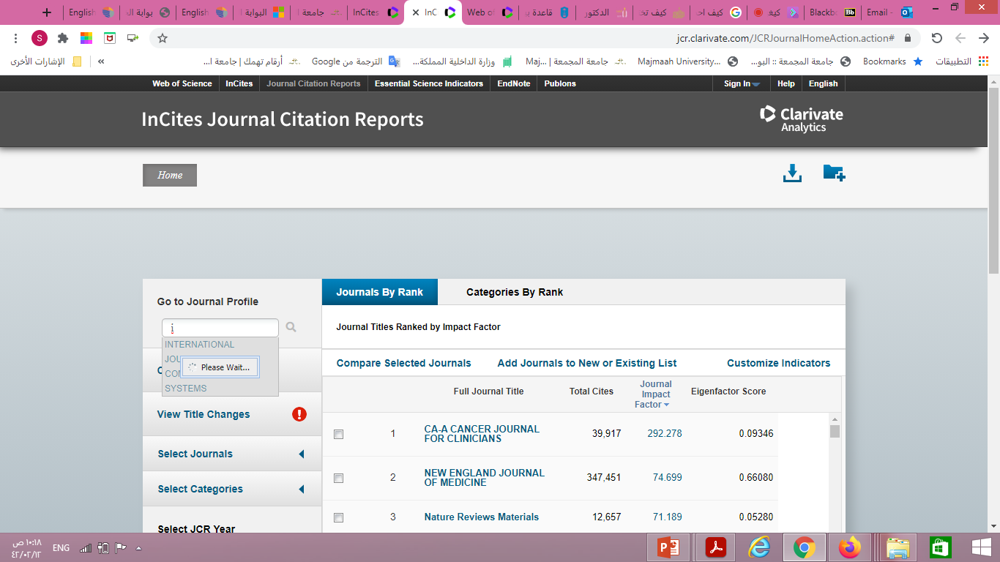 English
بوابة ال
English
البوابة ا
جامعة ا
InCites
InC
Web of
قاعدة بي
الدكتور
كيف تخ
كيف اح
كيع
Blackbo
Email -
jcr.clarivate.com/JCRJournalHomeAction.action#
التطبيقات
Bookmarks
جامعة المجمعة :: البو...
Majmaah University...
جامعة المجمعة | Maj...
وزارة الداخلية المملكة...
الترجمة من Google
أرقام تهمك | جامعة ا...
الإشارات الأخرى
Web of Science InCites Journal Citation Reports Essential Science Indicators EndNote Publons Sign In Help English
InCites Journal Citation Reports
Clarivate
Analytics
Home
Go to Journal Profile
i
INTERNATIONAL
JOU
CO
SYSTEMS
Please Wait...
View Title Changes
Select Journals
Select Categories
Select JCR Year
Journals By Rank Categories By Rank
Journal Titles Ranked by Impact Factor
Compare Selected Journals Add Journals to New or Existing List Customize Indicators
Full Journal Title Total Cites Journal Impact Factor Eigenfactor Score
1 CA-A CANCER JOURNAL FOR CLINICIANS 39,917 292.278 0.09346
2 NEW ENGLAND JOURNAL OF MEDICINE 347,451 74.699 0.66080
3 Nature Reviews Materials 12,657 71.189 0.05280
ENG
١٠:١٨ ص
٤٢/٠٢/١٢